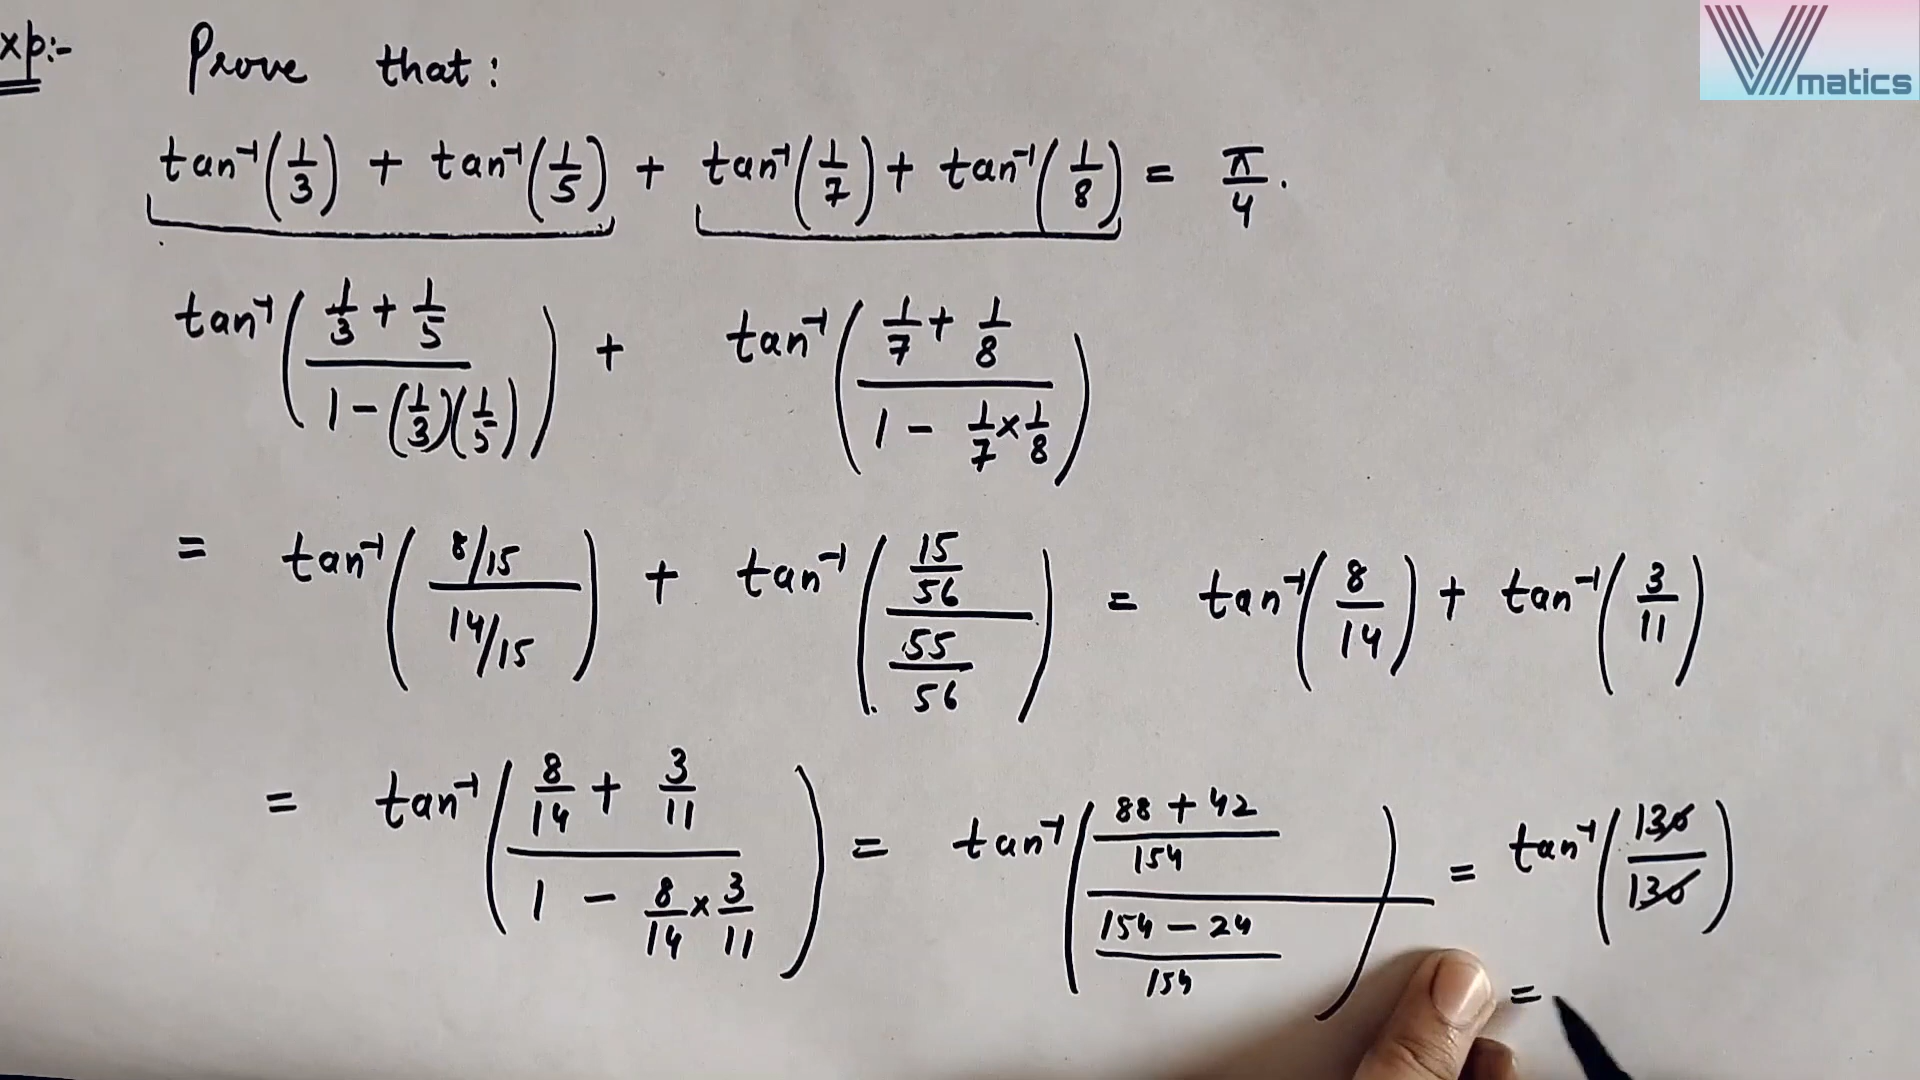 xp:- Prove that:
Vmatics
tan⁻¹(1/3) + tan⁻¹(1/5) + tan⁻¹(1/7) + tan⁻¹(1/8) = π/4.
tan⁻¹((1/3 + 1/5)/(1 - (1/3)(1/5))) + tan⁻¹((1/7 + 1/8)/(1 - 1/7 × 1/8))
= tan⁻¹((8/15)/(14/15)) + tan⁻¹((15/56)/(55/56)) = tan⁻¹(8/14) + tan⁻¹(3/11)
= tan⁻¹((8/14 + 3/11)/(1 - 8/14 × 3/11)) = tan⁻¹(((88 + 42)/154)/((154 - 24)/154)) = tan⁻¹(130/130)
=